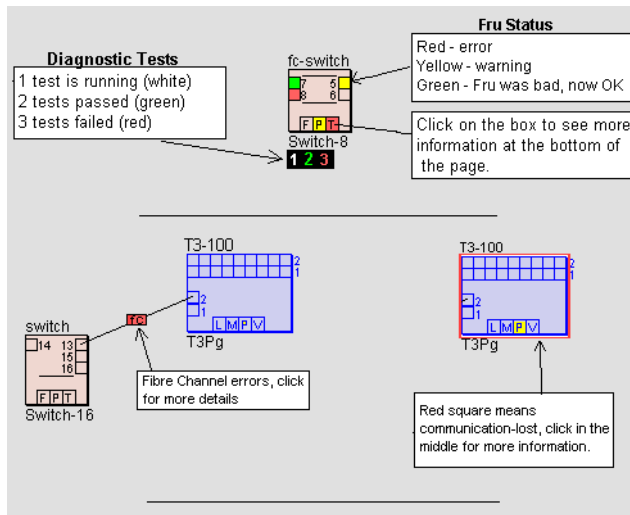 Diagnostic Tests
1 test is running (white)
2 tests passed (green)
3 tests failed (red)
fc-switch
7 5
8 6
F P T
Switch-8
1 2 3
Fru Status
Red - error
Yellow - warning
Green - Fru was bad, now OK
Click on the box to see more
information at the bottom of
the page.
T3-100
2
1
2
1
L M P V
T3Pg
fC
switch
14 13
15
16
F P T
Switch-16
Fibre Channel errors, click
for more details
T3-100
2
1
2
1
L M P V
T3Pg
Red square means
communication-lost, click in the
middle for more information.